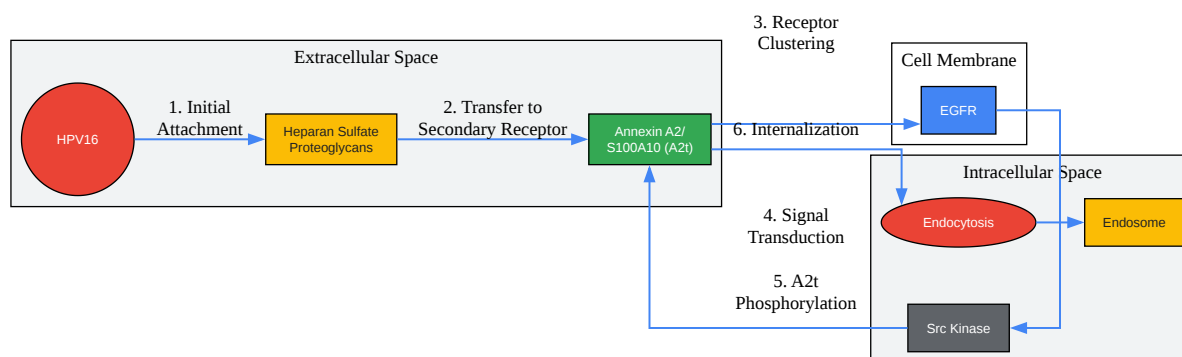 3. Receptor
Clustering
Extracellular Space
Cell Membrane
1. Initial
Attachment
2. Transfer to
Secondary Receptor
HPV16
Heparan Sulfate
Proteoglycans
Annexin A2/
S100A10 (A2t)
6. Internalization
EGFR
Intracellular Space
4. Signal
Transduction
Endocytosis
Endosome
5. A2t
Phosphorylation
Src Kinase